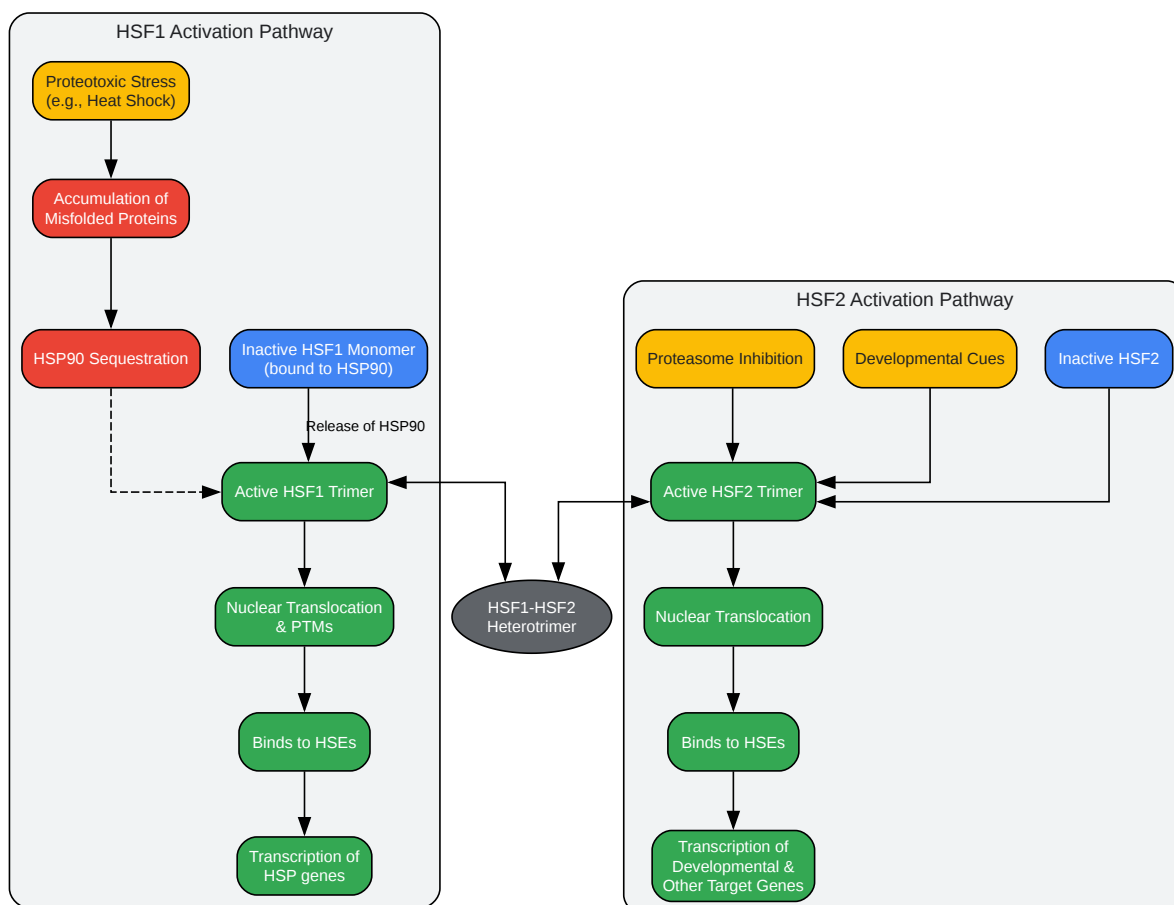 HSF1 Activation Pathway
Proteotoxic Stress
(e.g., Heat Shock)
Accumulation of
Misfolded Proteins
HSP90 Sequestration
Inactive HSF1 Monomer
(bound to HSP90)
Release of HSP90
Active HSF1 Trimer
Nuclear Translocation
& PTMs
Binds to HSEs
Transcription of
HSP genes
HSF1-HSF2
Heterotrimer
HSF2 Activation Pathway
Proteasome Inhibition
Developmental Cues
Inactive HSF2
Active HSF2 Trimer
Nuclear Translocation
Binds to HSEs
Transcription of
Developmental &
Other Target Genes